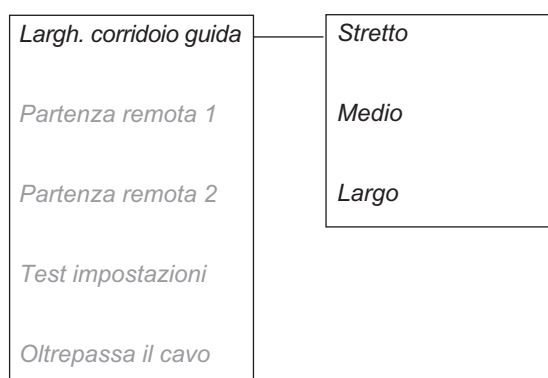 Largh. corridoio guida
Partenza remota 1
Partenza remota 2
Test impostazioni
Oltrepassa il cavo
Stretto
Medio
Largo